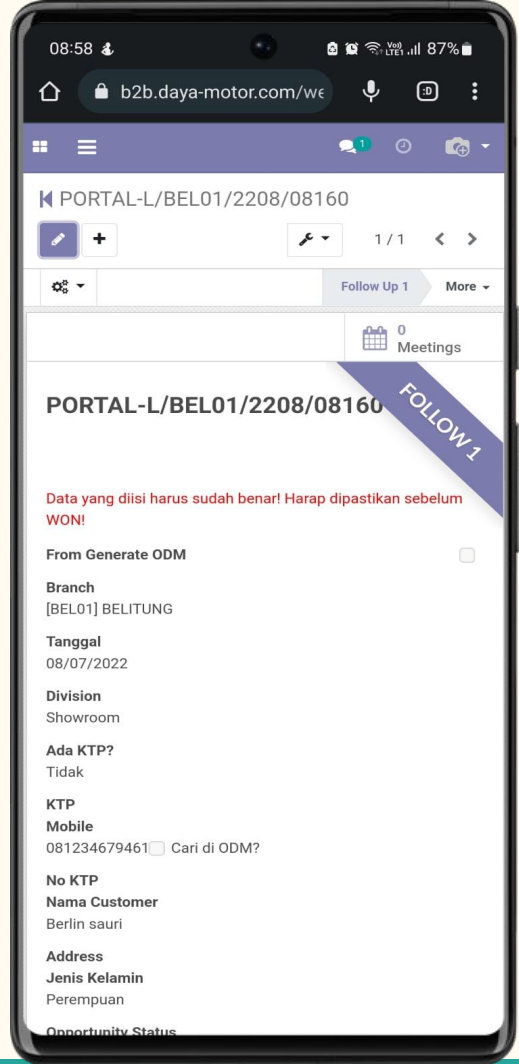 08:58
87%
b2b.daya-motor.com/we
:D
1
PORTAL-L/BEL01/2208/08160
1 / 1
Follow Up 1
More
0
Meetings
FOLLOW 1
PORTAL-L/BEL01/2208/08160
Data yang diisi harus sudah benar! Harap dipastikan sebelum
WON!
From Generate ODM
Branch
[BEL01] BELITUNG
Tanggal
08/07/2022
Division
Showroom
Ada KTP?
Tidak
KTP
Mobile
081234679461 Cari di ODM?
No KTP
Nama Customer
Berlin sauri
Address
Jenis Kelamin
Perempuan
Opportunity Status